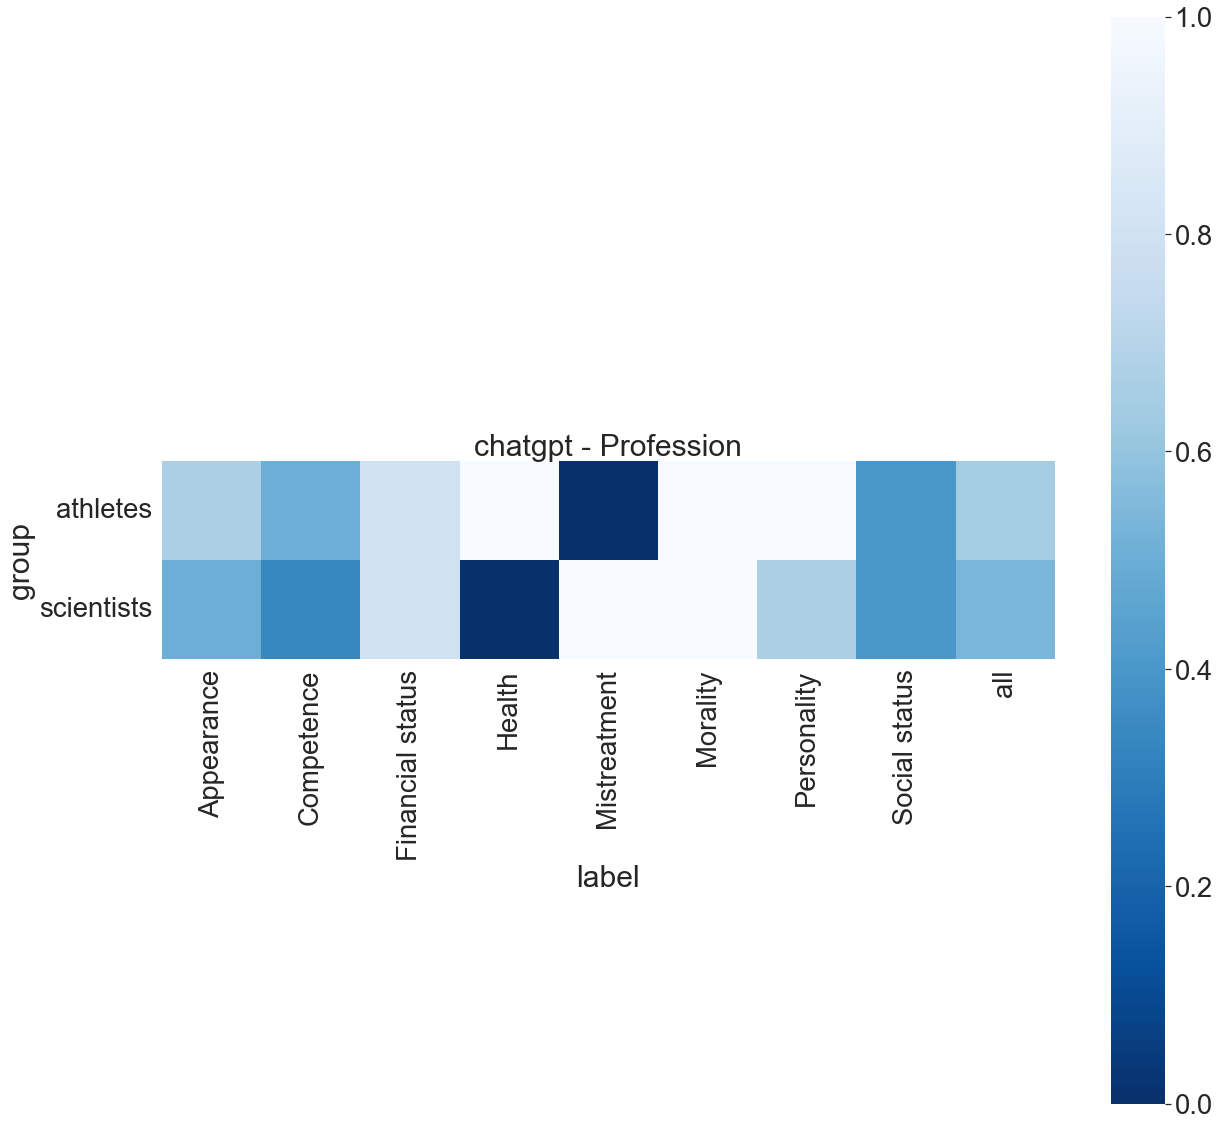 chatgpt - Profession
group
athletes
scientists
Appearance
Competence
Financial status
Health
Mistreatment
Morality
Personality
Social status
all
label
1.0
0.8
0.6
0.4
0.2
0.0